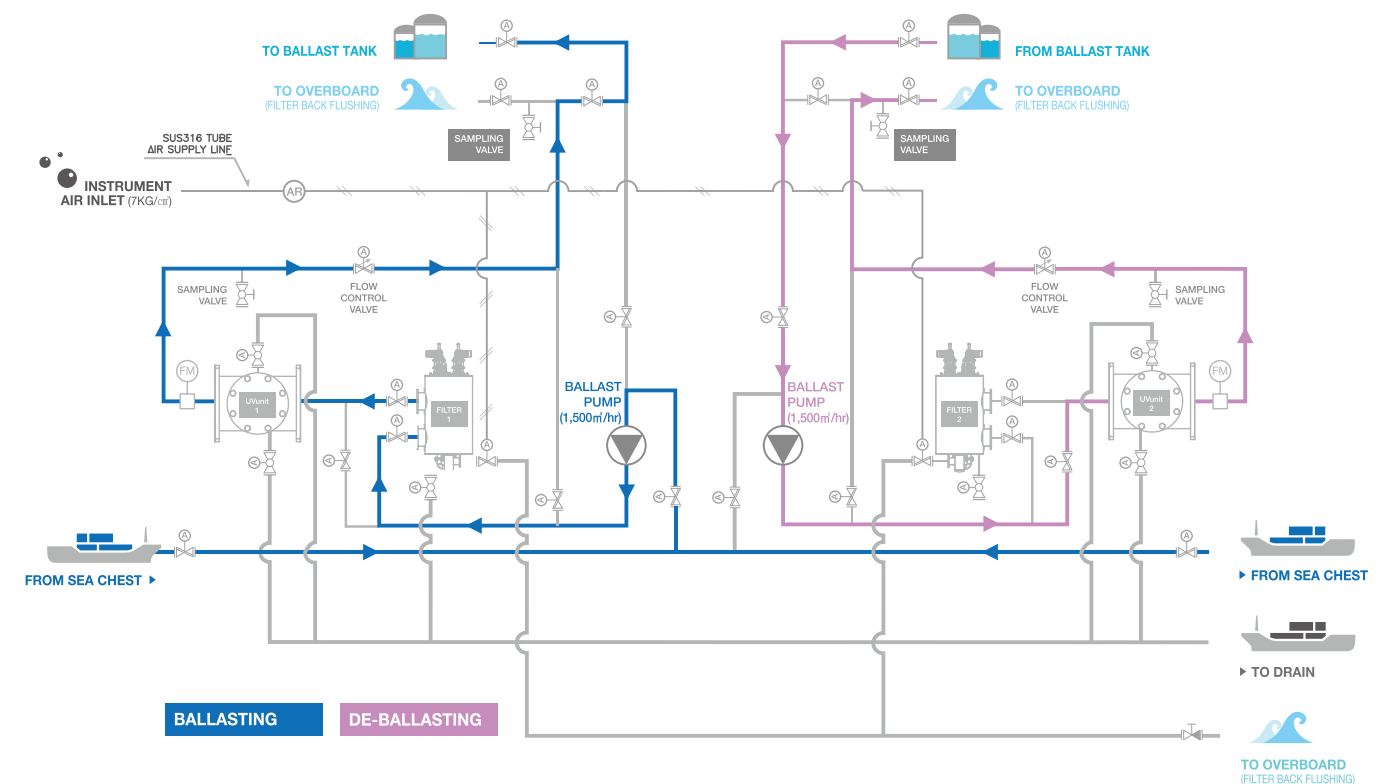 TO BALLAST TANK
A
A
FROM BALLAST TANK
TO OVERBOARD
(FILTER BACK FLUSHING)
A
A
A
A
TO OVERBOARD
(FILTER BACK FLUSHING)
SAMPLING
VALVE
SAMPLING
VALVE
SUS316 TUBE
AIR SUPPLY LINE
INSTRUMENT
AIR INLET (7KG/㎠)
AR
A
A
SAMPLING
VALVE
FLOW
CONTROL
VALVE
FLOW
CONTROL
VALVE
SAMPLING
VALVE
A
A
A
A
FM
FM
UVunit
1
A
A
FILTER
1
BALLAST
PUMP
(1,500㎥/hr)
BALLAST
PUMP
(1,500㎥/hr)
FILTER
2
A
A
UVunit
2
A
A
A
A
A
A
A
A
A
A
A
A
A
FROM SEA CHEST
FROM SEA CHEST
TO DRAIN
BALLASTING
DE-BALLASTING
TO OVERBOARD
(FILTER BACK FLUSHING)